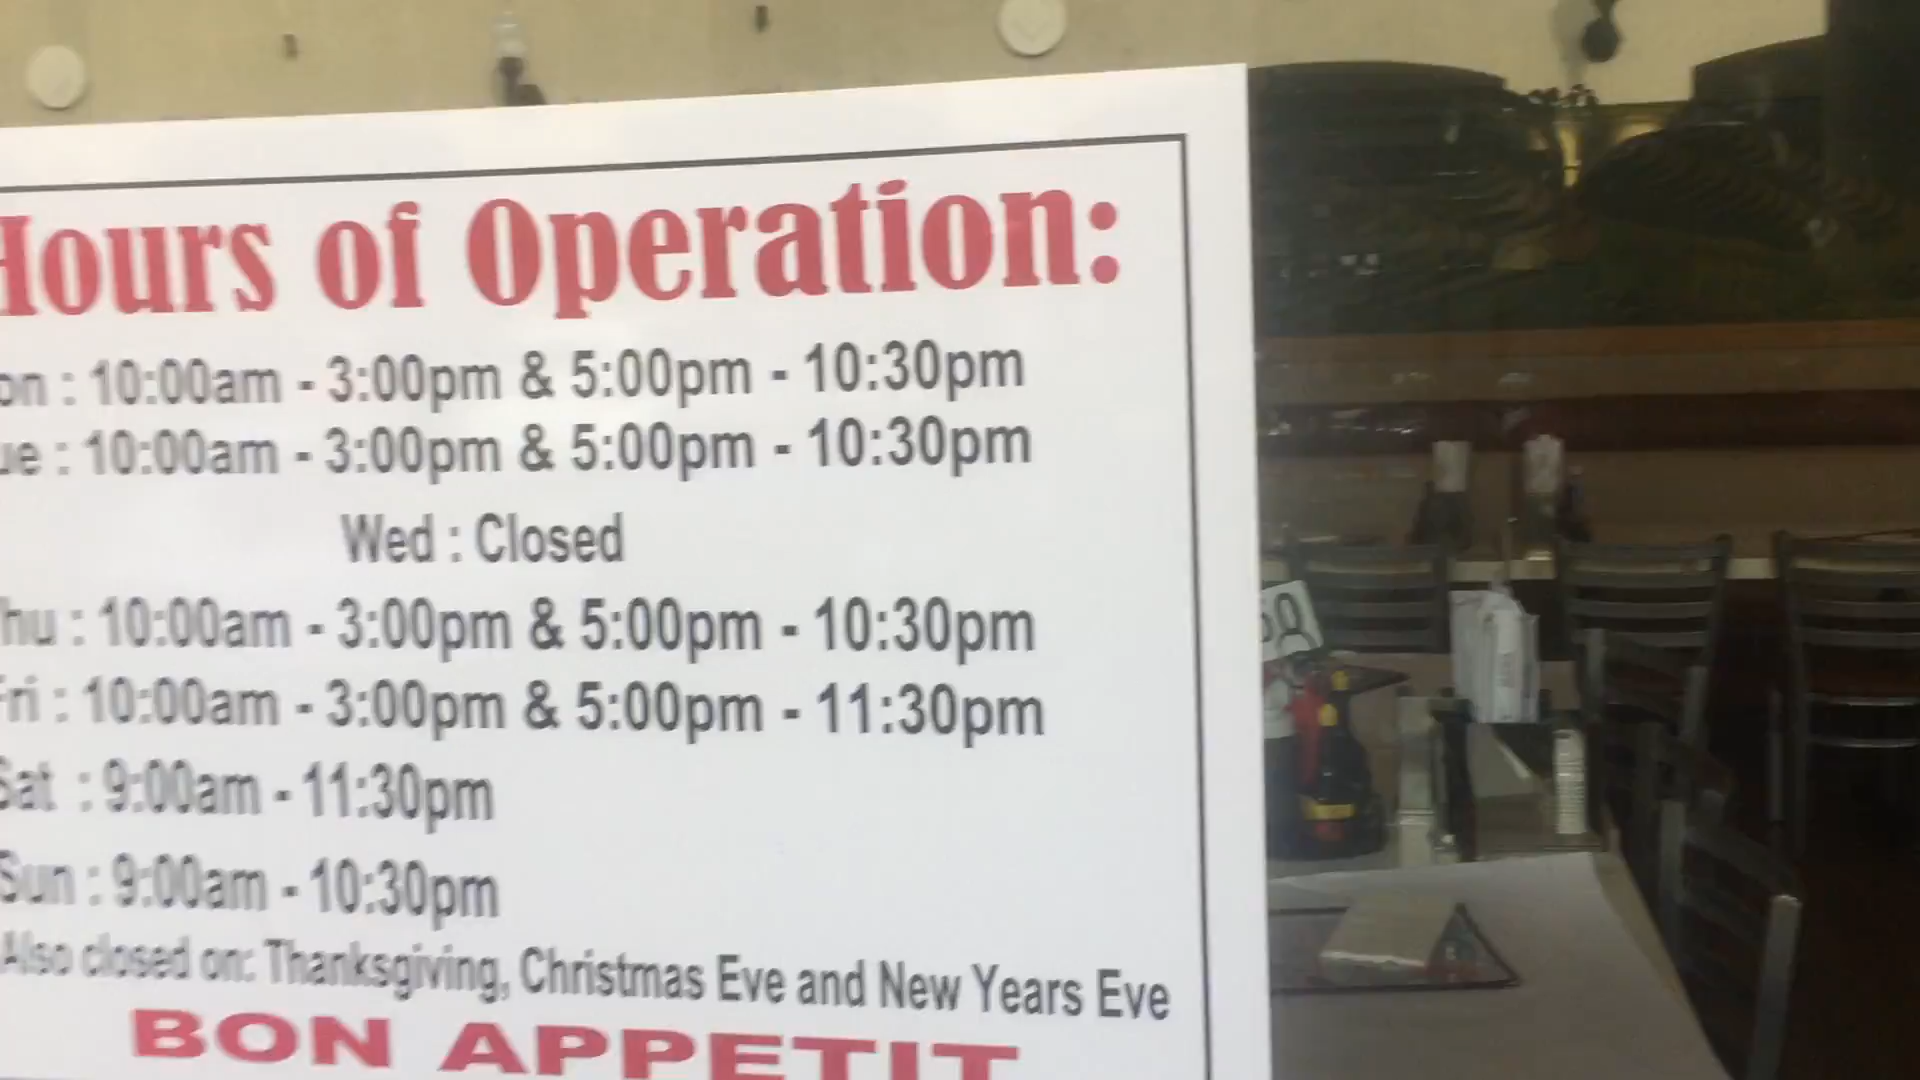 Hours of Operation:
on : 10:00am - 3:00pm & 5:00pm - 10:30pm
ue : 10:00am - 3:00pm & 5:00pm - 10:30pm
Wed : Closed
hu : 10:00am - 3:00pm & 5:00pm - 10:30pm
Fri : 10:00am - 3:00pm & 5:00pm - 11:30pm
Sat : 9:00am - 11:30pm
Sun : 9:00am - 10:30pm
Also closed on: Thanksgiving, Christmas Eve and New Years Eve
BON APPETIT